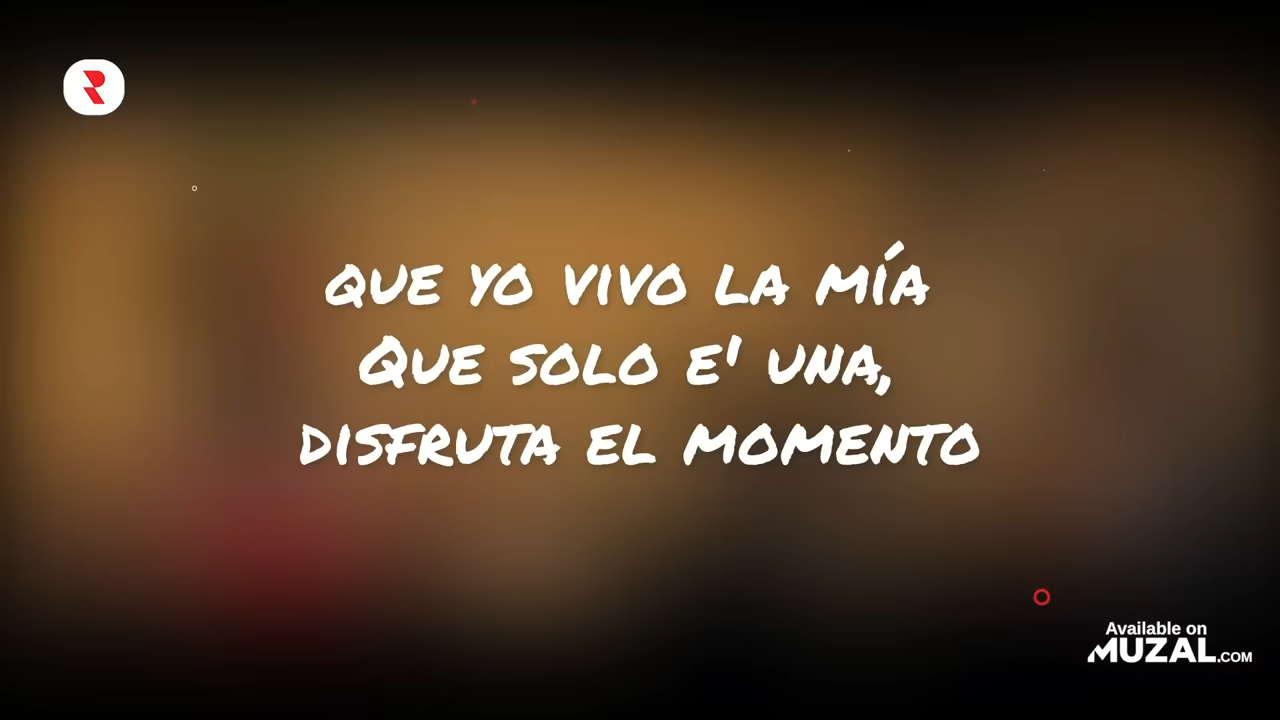 que yo vivo la mía
Que solo e' una,
disfruta el momento
Available on
MUZAL.COM